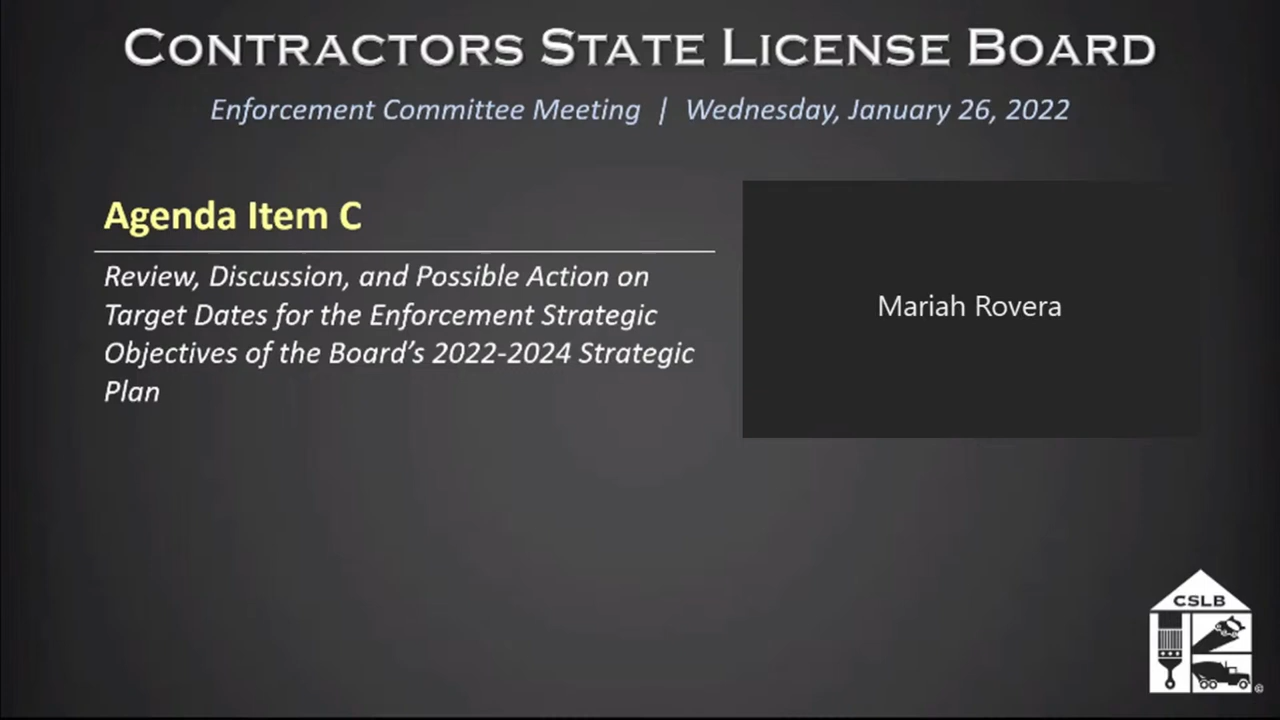 CONTRACTORS STATE LICENSE BOARD
Enforcement Committee Meeting | Wednesday, January 26, 2022
Agenda Item C
Review, Discussion, and Possible Action on
Target Dates for the Enforcement Strategic
Objectives of the Board's 2022-2024 Strategic
Plan
Mariah Rovera
CSLB
©